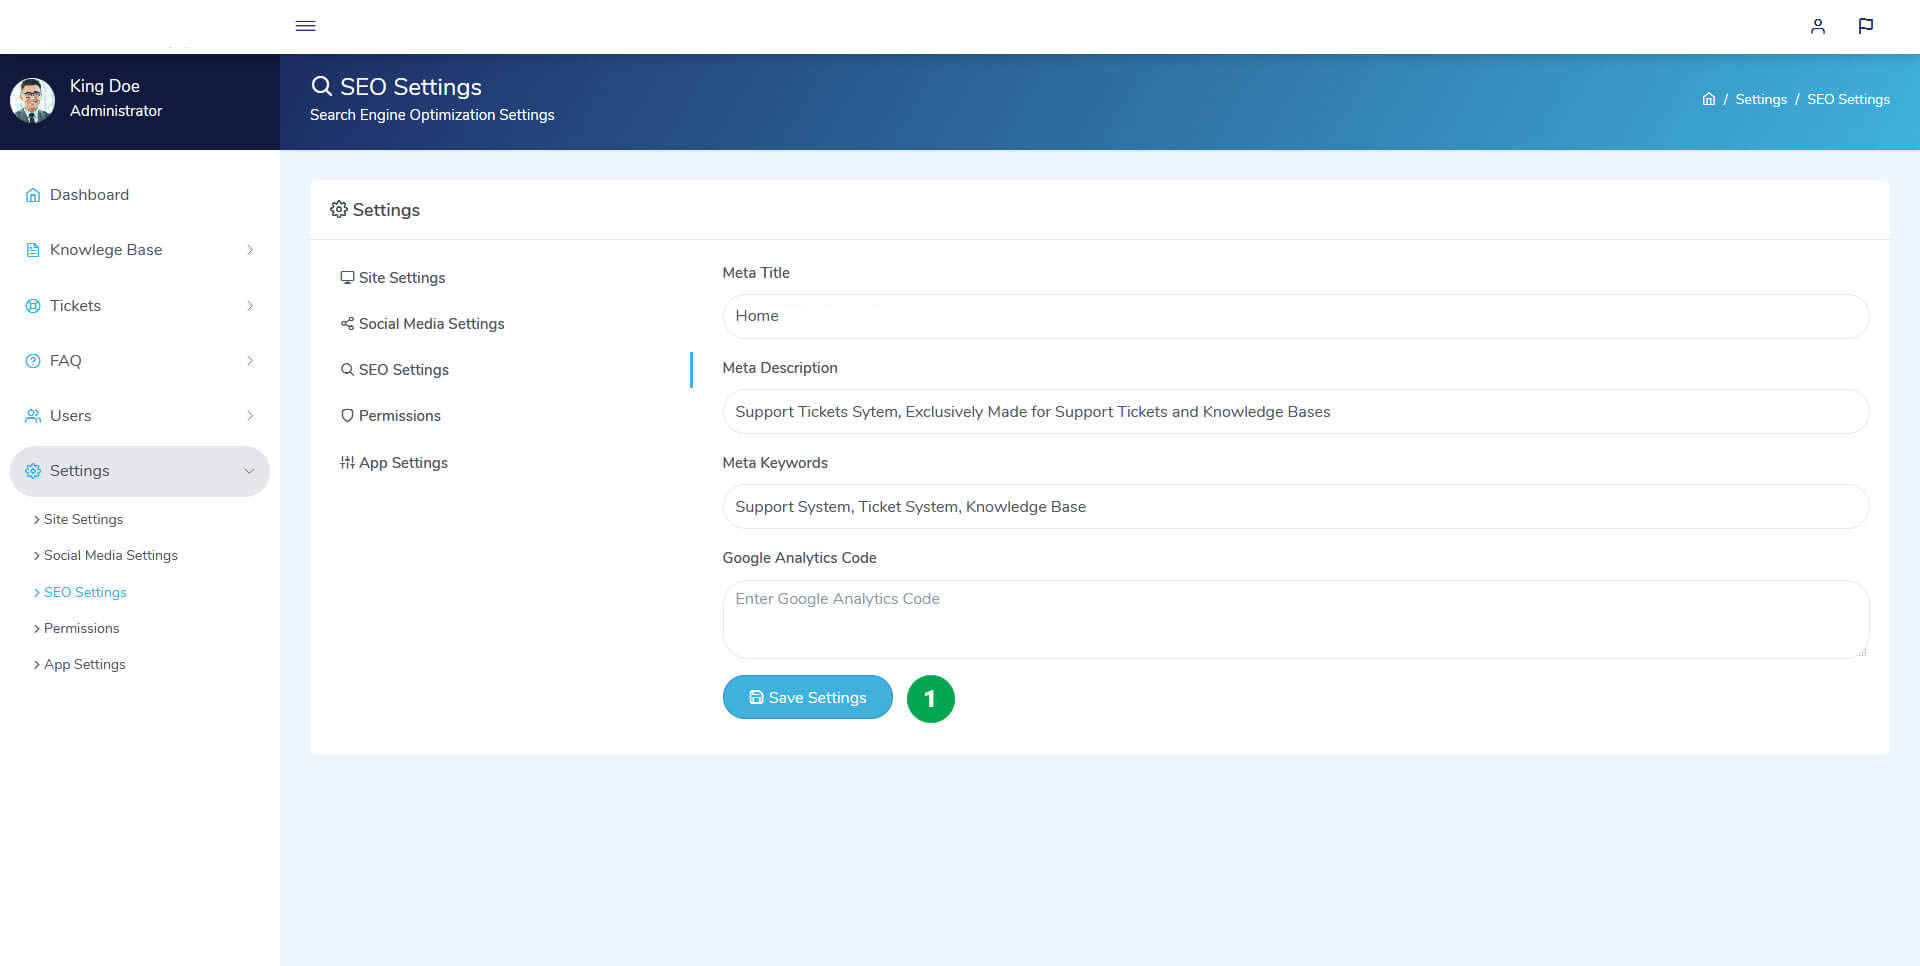 King Doe
Administrator
SEO Settings
Search Engine Optimization Settings
/ Settings / SEO Settings
Dashboard
Knowlege Base
Tickets
FAQ
Users
Settings
Site Settings
Social Media Settings
SEO Settings
Permissions
App Settings
Settings
Site Settings
Social Media Settings
SEO Settings
Permissions
App Settings
Meta Title
Home
Meta Description
Support Tickets Sytem, Exclusively Made for Support Tickets and Knowledge Bases
Meta Keywords
Support System, Ticket System, Knowledge Base
Google Analytics Code
Enter Google Analytics Code
Save Settings
1